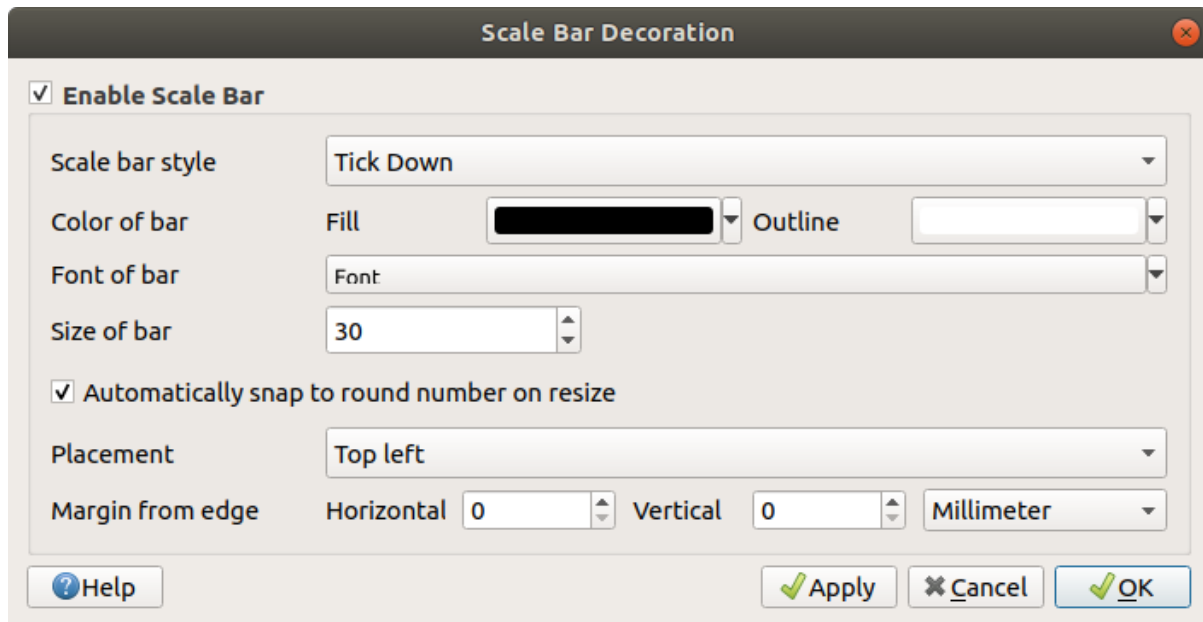 Scale Bar Decoration
Enable Scale Bar
Scale bar style Tick Down
Color of bar Fill Outline
Font of bar Font
Size of bar 30
Automatically snap to round number on resize
Placement Top left
Margin from edge Horizontal 0 Vertical 0 Millimeter
Help Apply Cancel OK